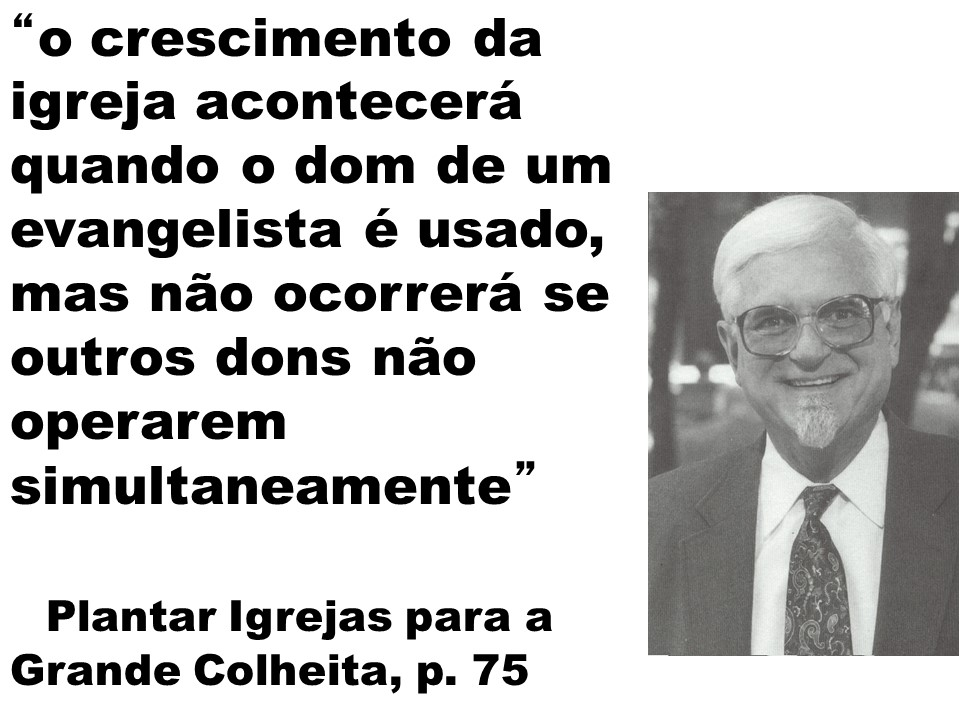 “o crescimento da
igreja acontecerá
quando o dom de um
evangelista é usado,
mas não ocorrerá se
outros dons não
operarem
simultaneamente”
Plantar Igrejas para a
Grande Colheita, p. 75